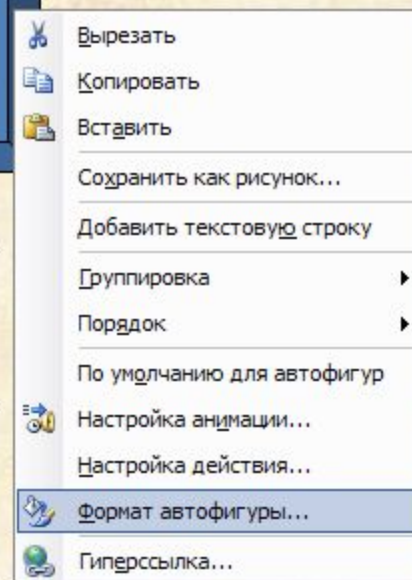 Вырезать
Копировать
Вставить
Сохранить как рисунок...
Добавить текстовую строку
Группировка
Порядок
По умолчанию для автофигур
Настройка анимации...
Настройка действия...
Формат автофигуры...
Гиперссылка...